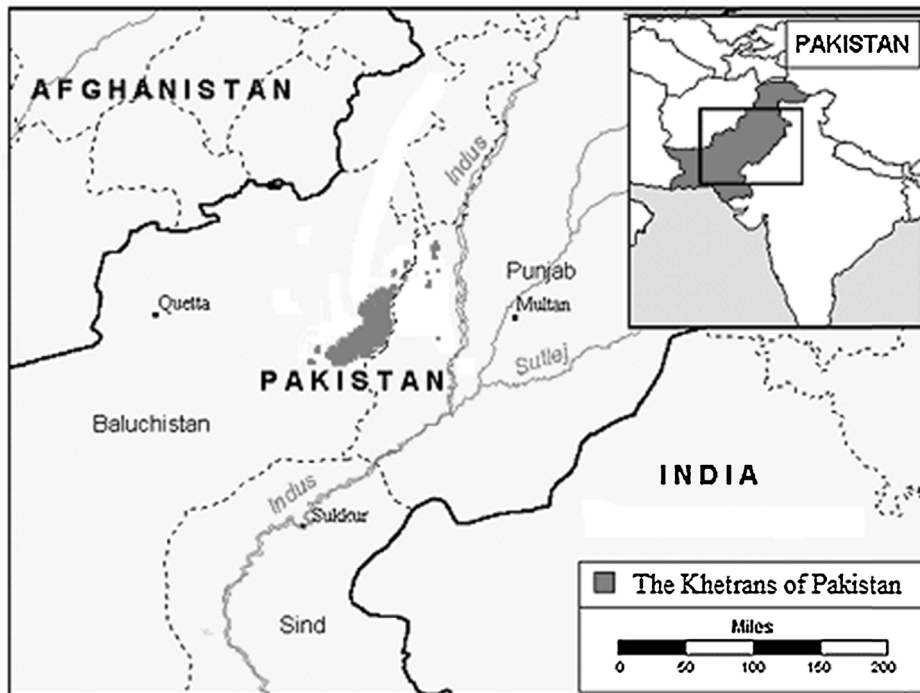 PAKISTAN
AFGHANISTAN
Indus
Punjab
Quetta
Multan
Sutlej
PAKISTAN
Baluchistan
INDIA
Indus
Sukkur
The Khetrans of Pakistan
Sind
Miles
0 50 100 150 200